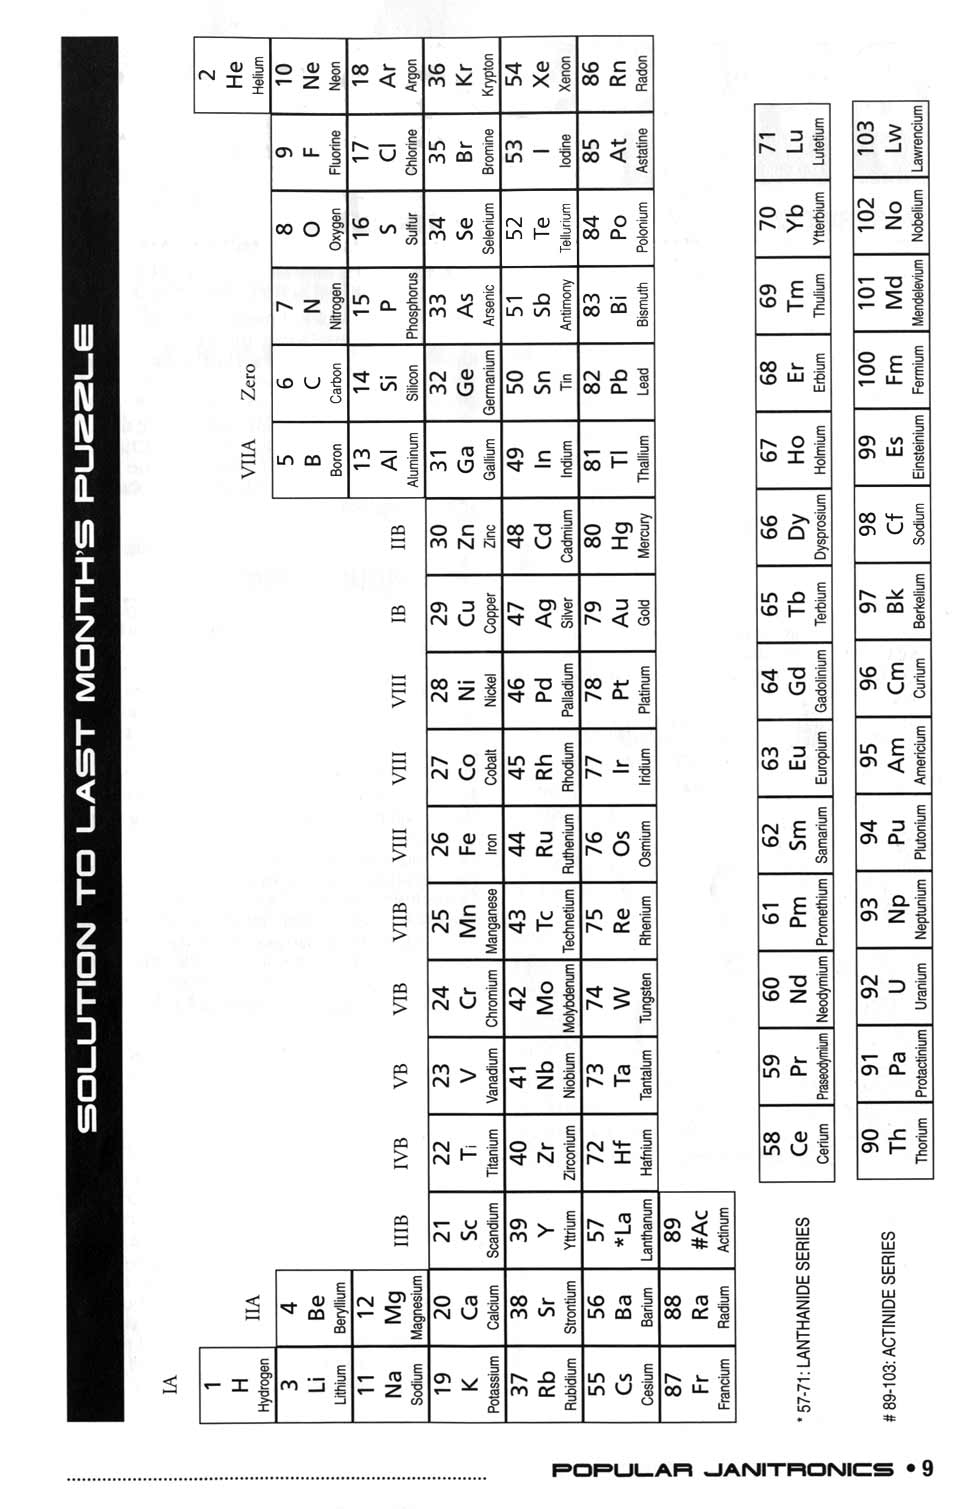 SOLUTION TO LAST MONTH'S PUZZLE
IA
IIA
IIIB
IVB
VB
VIB
VIIB
VIII
VIII
VIII
IB
IIB
VIIA
Zero
1 2
H He
Hydrogen Helium
3 4 5 6 7 8 9 10
Li Be B C N O F Ne
Lithium Beryllium Boron Carbon Nitrogen Oxygen Fluorine Neon
11 12 13 14 15 16 17 18
Na Mg Al Si P S Cl Ar
Sodium Magnesium Aluminum Silicon Phosphorus Sulfur Chlorine Argon
19 20 21 22 23 24 25 26 27 28 29 30 31 32 33 34 35 36
K Ca Sc Ti V Cr Mn Fe Co Ni Cu Zn Ga Ge As Se Br Kr
Potassium Calcium Scandium Titanium Vanadium Chromium Manganese Iron Cobalt Nickel Copper Zinc Gallium Germanium Arsenic Selenium Bromine Krypton
37 38 39 40 41 42 43 44 45 46 47 48 49 50 51 52 53 54
Rb Sr Y Zr Nb Mo Tc Ru Rh Pd Ag Cd In Sn Sb Te I Xe
Rubidium Strontium Yttrium Zirconium Niobium Molybdenum Technetium Ruthenium Rhodium Palladium Silver Cadmium Indium Tin Antimony Tellurium Iodine Xenon
55 56 57 72 73 74 75 76 77 78 79 80 81 82 83 84 85 86
Cs Ba *La Hf Ta W Re Os Ir Pt Au Hg Tl Pb Bi Po At Rn
Cesium Barium Lanthanum Hafnium Tantalum Tungsten Rhenium Osmium Iridium Platinum Gold Mercury Thallium Lead Bismuth Polonium Astatine Radon
87 88 89
Fr Ra #Ac
Francium Radium Actinum
* 57-71: LANTHANIDE SERIES
58 59 60 61 62 63 64 65 66 67 68 69 70 71
Ce Pr Nd Pm Sm Eu Gd Tb Dy Ho Er Tm Yb Lu
Cerium Praseodymium Neodymium Promethium Samarium Europium Gadolinium Terbium Dysprosium Holmium Erbium Thulium Ytterbium Lutetium
# 89-103: ACTINIDE SERIES
90 91 92 93 94 95 96 97 98 99 100 101 102 103
Th Pa U Np Pu Am Cm Bk Cf Es Fm Md No Lw
Thorium Protactinium Uranium Neptunium Plutonium Americium Curium Berkelium Sodium Einsteinium Fermium Mendelevium Nobelium Lawrencium
POPULAR JANITRONICS • 9